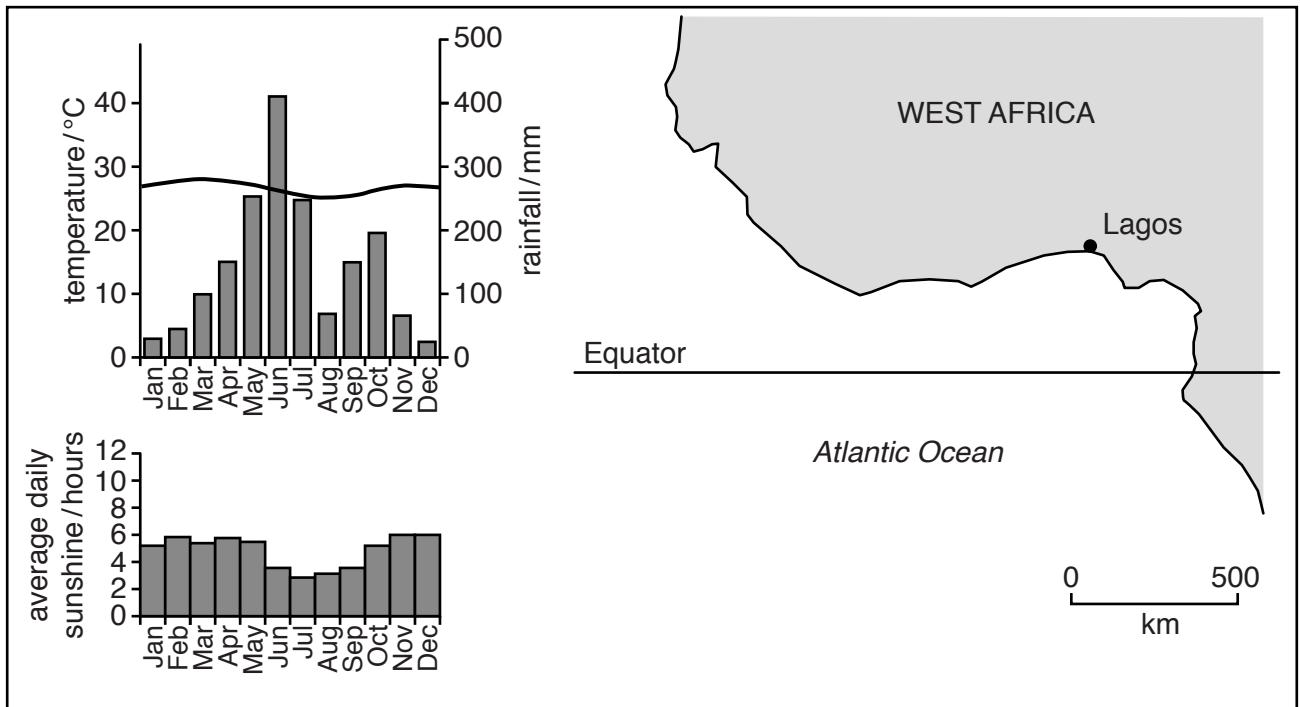 500
400
300
200
100
0
rainfall / mm
40
30
20
10
0
temperature / °C
Jan
Feb
Mar
Apr
May
Jun
Jul
Aug
Sep
Oct
Nov
Dec
12
10
8
6
4
2
0
average daily
sunshine / hours
Jan
Feb
Mar
Apr
May
Jun
Jul
Aug
Sep
Oct
Nov
Dec
WEST AFRICA
Lagos
Equator
Atlantic Ocean
0 500
km